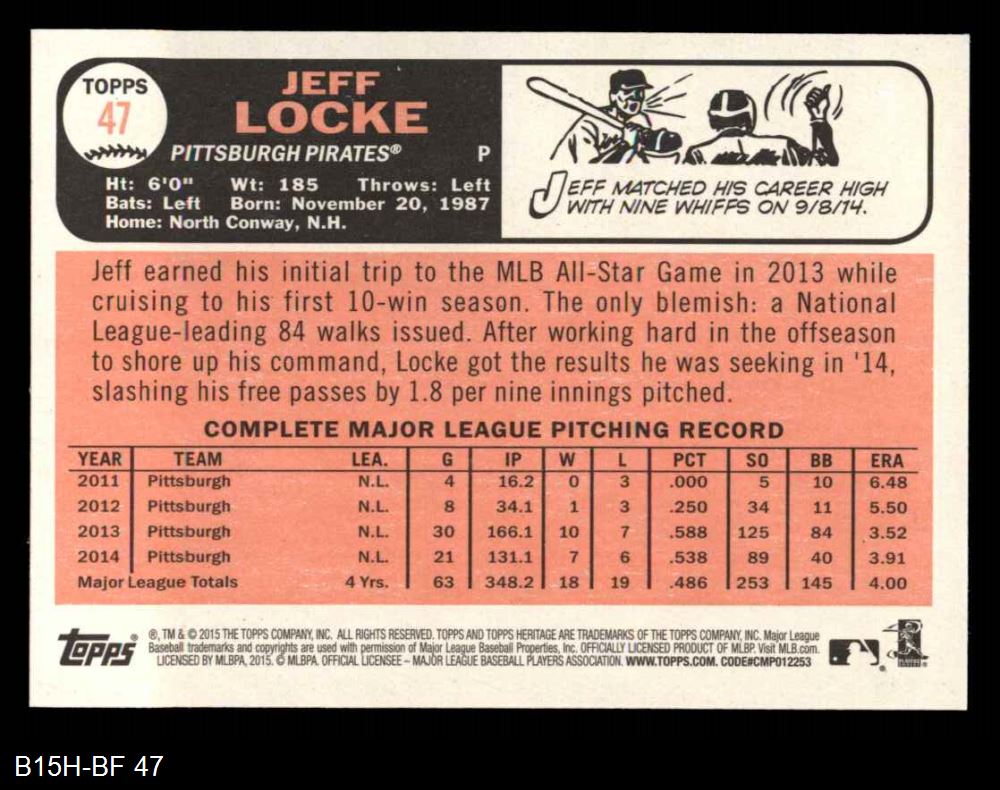 TOPPS
47
JEFF
LOCKE
PITTSBURGH PIRATES® P
Ht: 6'0" Wt: 185 Throws: Left
Bats: Left Born: November 20, 1987
Home: North Conway, N.H.
JEFF MATCHED HIS CAREER HIGH
WITH NINE WHIFFS ON 9/8/14.
Jeff earned his initial trip to the MLB All-Star Game in 2013 while
cruising to his first 10-win season. The only blemish: a National
League-leading 84 walks issued. After working hard in the offseason
to shore up his command, Locke got the results he was seeking in '14,
slashing his free passes by 1.8 per nine innings pitched.
COMPLETE MAJOR LEAGUE PITCHING RECORD
YEAR TEAM LEA. G IP W L PCT SO BB ERA
2011 Pittsburgh N.L. 4 16.2 0 3 .000 5 10 6.48
2012 Pittsburgh N.L. 8 34.1 1 3 .250 34 11 5.50
2013 Pittsburgh N.L. 30 166.1 10 7 .588 125 84 3.52
2014 Pittsburgh N.L. 21 131.1 7 6 .538 89 40 3.91
Major League Totals 4 Yrs. 63 348.2 18 19 .486 253 145 4.00
topps®
®, TM & © 2015 THE TOPPS COMPANY, INC. ALL RIGHTS RESERVED. TOPPS AND TOPPS HERITAGE ARE TRADEMARKS OF THE TOPPS COMPANY, INC. Major League
Baseball trademarks and copyrights are used with permission of Major League Baseball Properties, Inc. OFFICIALLY LICENSED PRODUCT OF MLBP. Visit MLB.com.
LICENSED BY MLBPA, 2015. © MLBPA. OFFICIAL LICENSEE – MAJOR LEAGUE BASEBALL PLAYERS ASSOCIATION. WWW.TOPPS.COM. CODE#CMP012253
B15H-BF 47